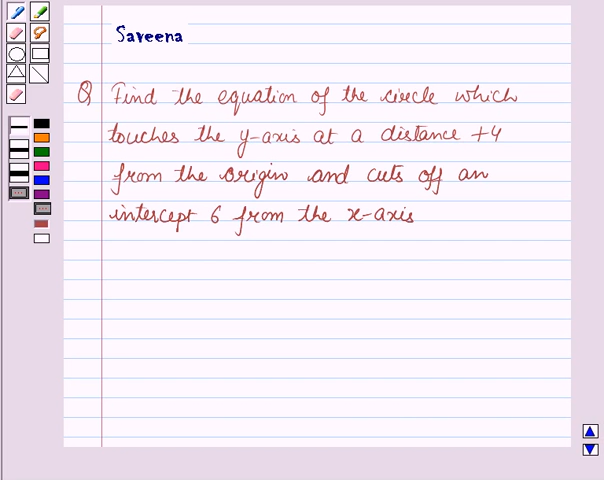 Saveena
Q Find the equation of the circle which
touches the y-axis at a distance +4
from the origin and cuts off an
intercept 6 from the x-axis